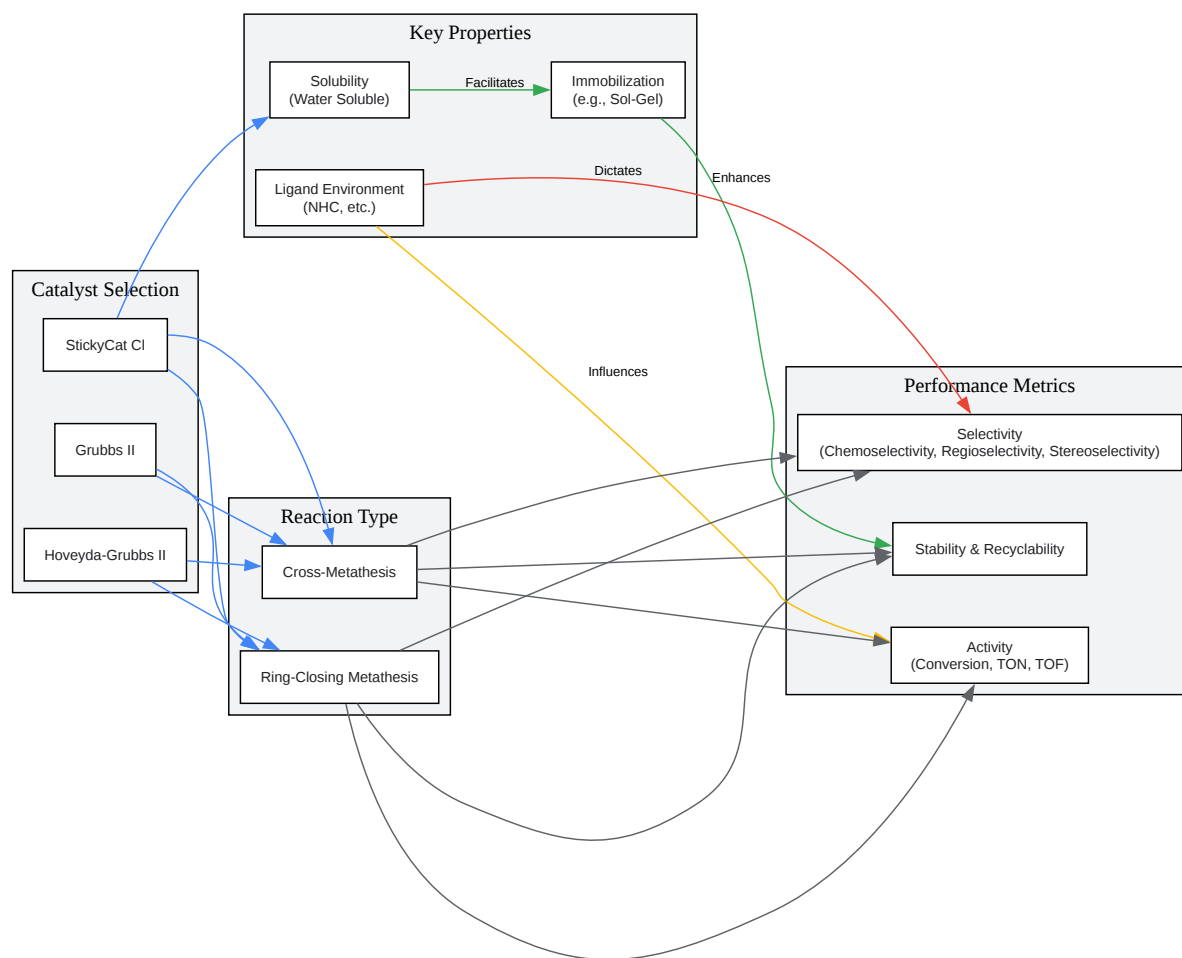 Key Properties
Solubility
(Water Soluble)
Facilitates
Immobilization
(e.g., Sol-Gel)
Ligand Environment
(NHC, etc.)
Dictates
Enhances
Catalyst Selection
StickyCat Cl
Grubbs II
Hoveyda-Grubbs II
Influences
Reaction Type
Cross-Metathesis
Ring-Closing Metathesis
Performance Metrics
Selectivity
(Chemoselectivity, Regioselectivity, Stereoselectivity)
Stability & Recyclability
Activity
(Conversion, TON, TOF)